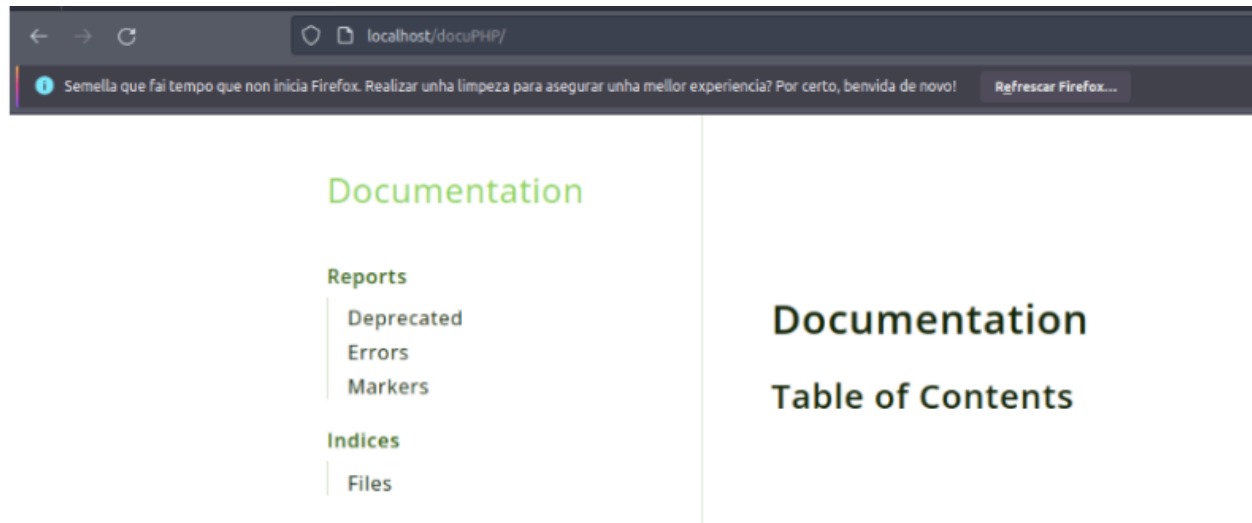 localhost/docuPHP/
Semella que fai tempo que non inicia Firefox. Realizar unha limpeza para asegurar unha mellor experiencia? Por certo, benvida de novo!
Refrescar Firefox...
Documentation
Reports
Deprecated
Errors
Markers
Indices
Files
Documentation
Table of Contents